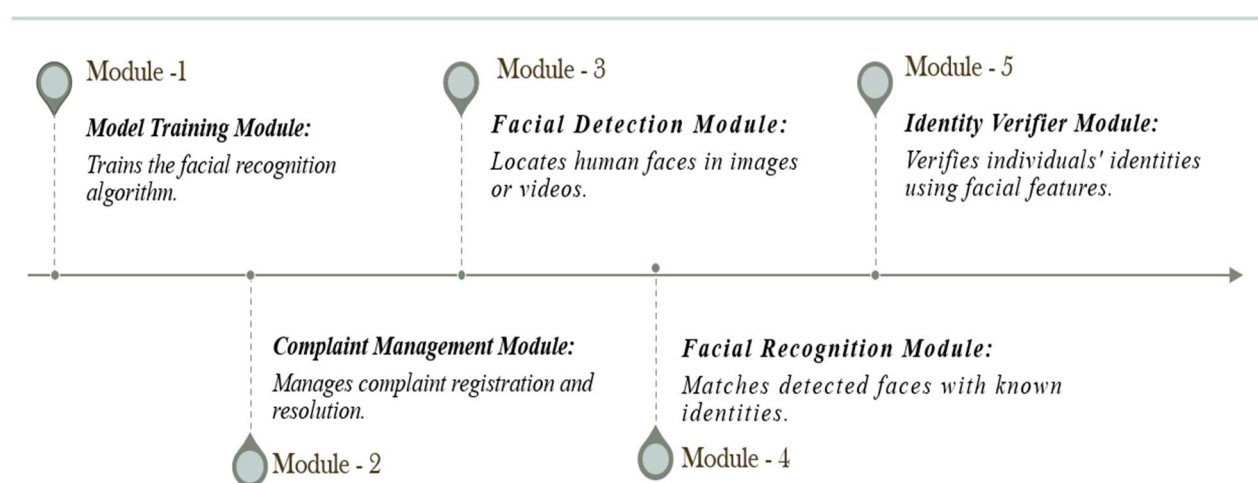 Module -1
Model Training Module:
Trains the facial recognition
algorithm.
Module - 3
Facial Detection Module:
Locates human faces in images
or videos.
Module - 5
Identity Verifier Module:
Verifies individuals' identities
using facial features.
Complaint Management Module:
Manages complaint registration and
resolution.
Module - 2
Facial Recognition Module:
Matches detected faces with known
identities.
Module - 4